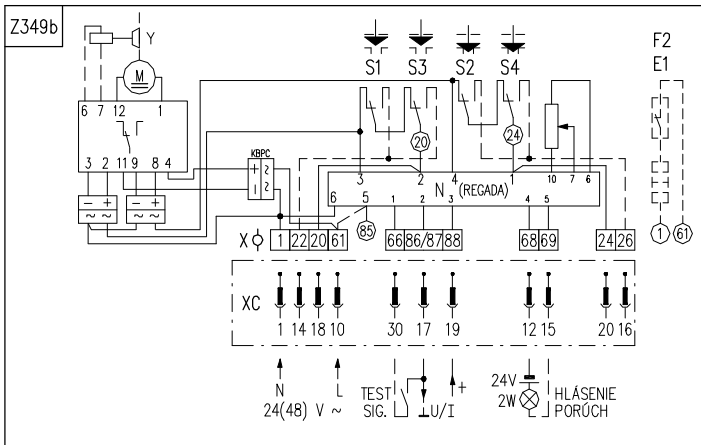 Z349b
Y
M
6 7 12 1
3 2 11 9 8 4
− + − +
~ ~ ~ ~
KBPC
+ ~
− ~
S1 S3 S2 S4
F2
E1
20
24
3 2 4 1 10 7 6
N (REGADA)
6 5 1 2 3 4 5
85
X 1 22 20 61 66 86/87 88 68 69 24 26
1 61
XC
1 14 18 10 30 17 19 12 15 20 16
N L
24(48) V ~
TEST
SIG.
U/I
+
24V
2W
HLÁSENIE
PORÚCH